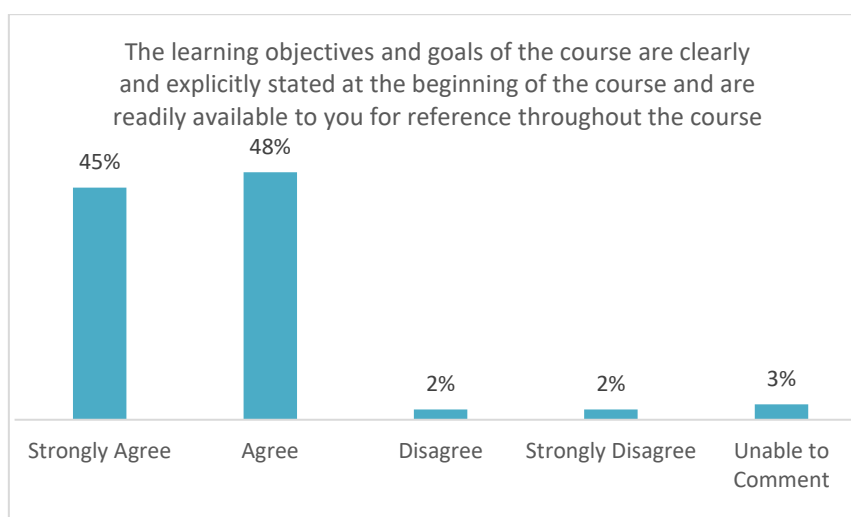 The learning objectives and goals of the course are clearly
and explicitly stated at the beginning of the course and are
readily available to you for reference throughout the course
45%
48%
2%
2%
3%
Strongly Agree
Agree
Disagree
Strongly Disagree
Unable to
Comment